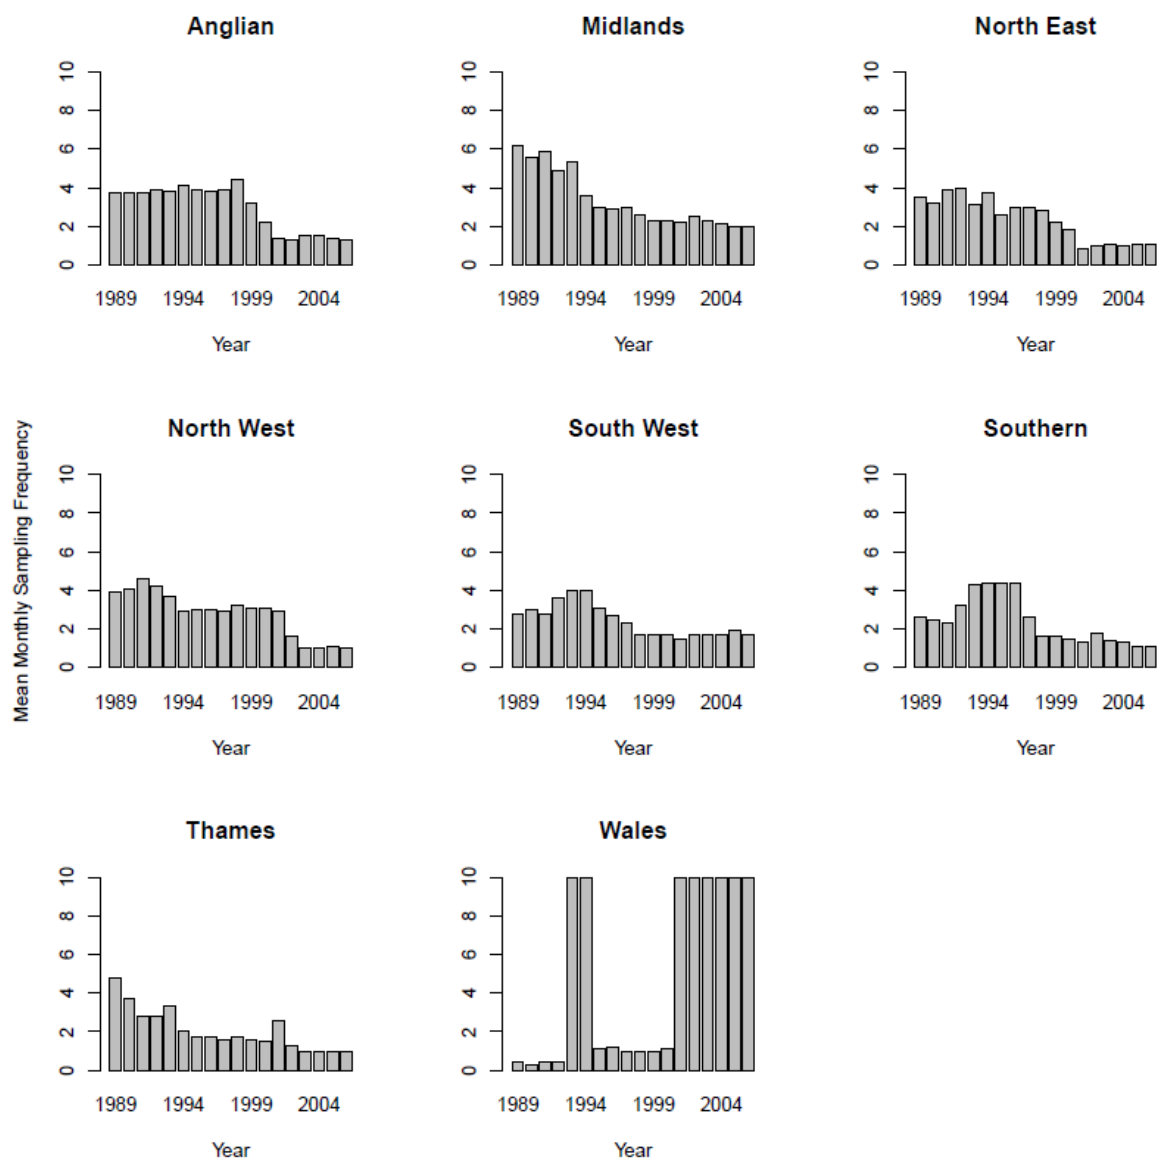 Anglian Midlands North East
10 10 10
8 8 8
6 6 6
4 4 4
2 2 2
0 0 0
1989 1994 1999 2004 1989 1994 1999 2004 1989 1994 1999 2004
Year Year Year
Mean Monthly Sampling Frequency
North West South West Southern
10 10 10
8 8 8
6 6 6
4 4 4
2 2 2
0 0 0
1989 1994 1999 2004 1989 1994 1999 2004 1989 1994 1999 2004
Year Year Year
Thames Wales
10 10
8 8
6 6
4 4
2 2
0 0
1989 1994 1999 2004 1989 1994 1999 2004
Year Year